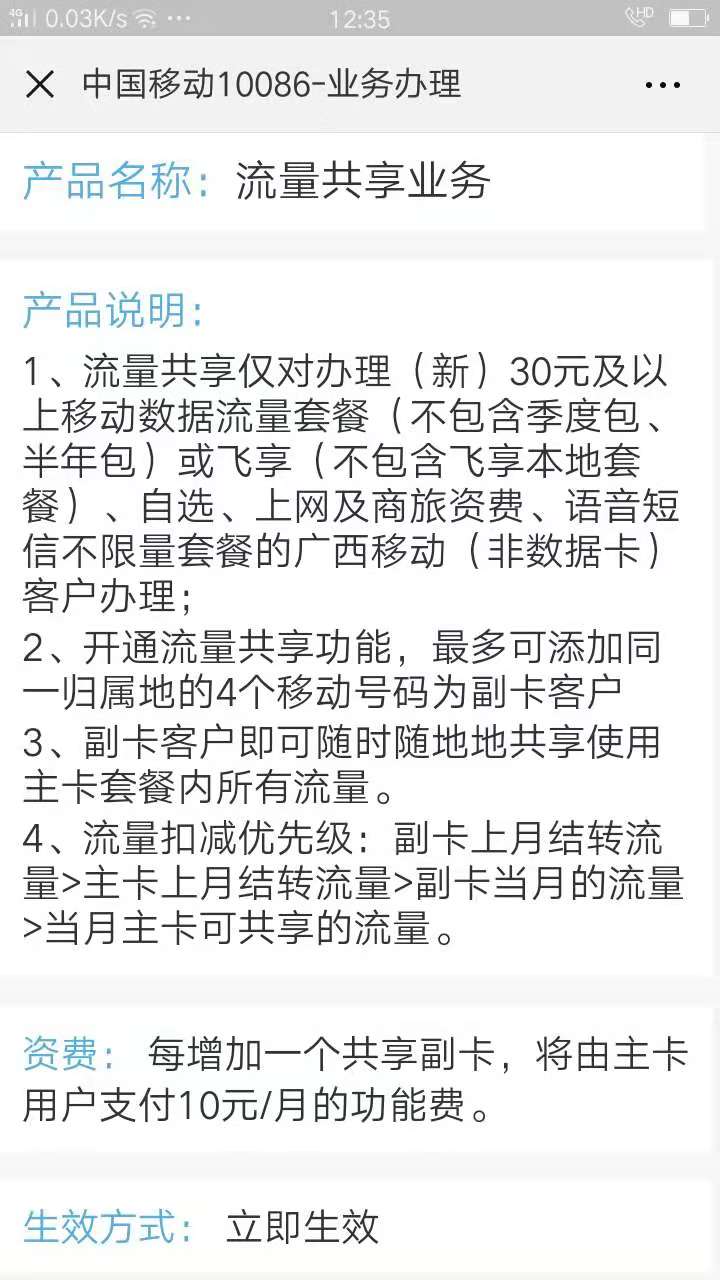 4G 0.03K/s ... 12:35 HD
中国移动10086-业务办理 ...
产品名称: 流量共享业务
产品说明:
1、流量共享仅对办理（新）30元及以
上移动数据流量套餐（不包含季度包、
半年包）或飞享（不包含飞享本地套
餐）、自选、上网及商旅资费、语音短
信不限量套餐的广西移动（非数据卡）
客户办理;
2、开通流量共享功能，最多可添加同
一归属地的4个移动号码为副卡客户
3、副卡客户即可随时随地地共享使用
主卡套餐内所有流量。
4、流量扣减优先级: 副卡上月结转流
量>主卡上月结转流量>副卡当月的流量
>当月主卡可共享的流量。
资费: 每增加一个共享副卡，将由主卡
用户支付10元/月的功能费。
生效方式: 立即生效